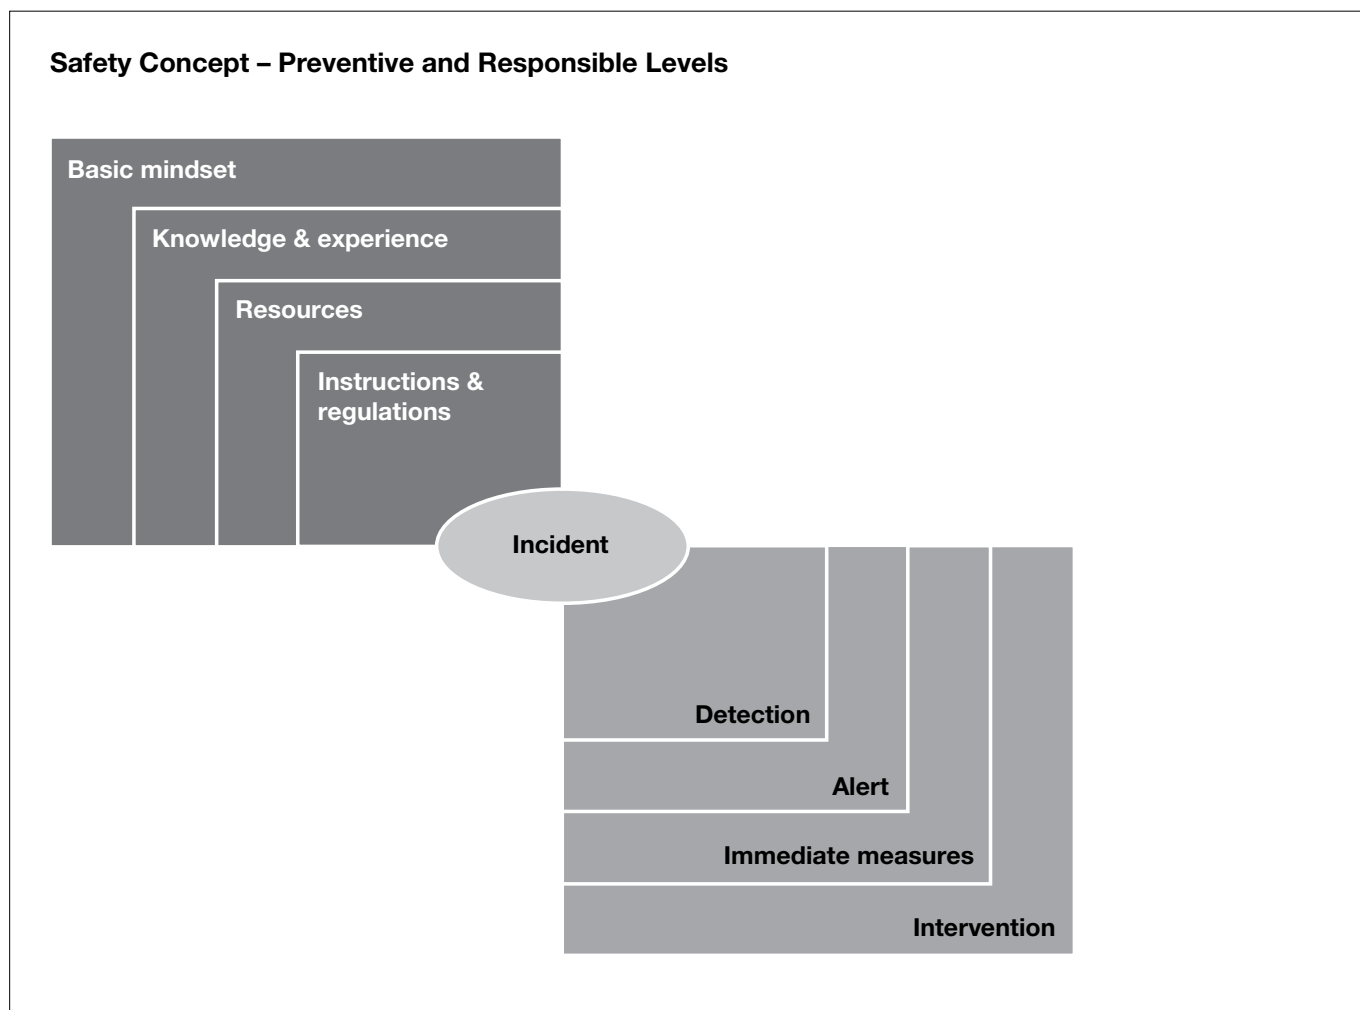 Safety Concept – Preventive and Responsible Levels
Basic mindset
Knowledge & experience
Resources
Instructions &
regulations
Incident
Detection
Alert
Immediate measures
Intervention